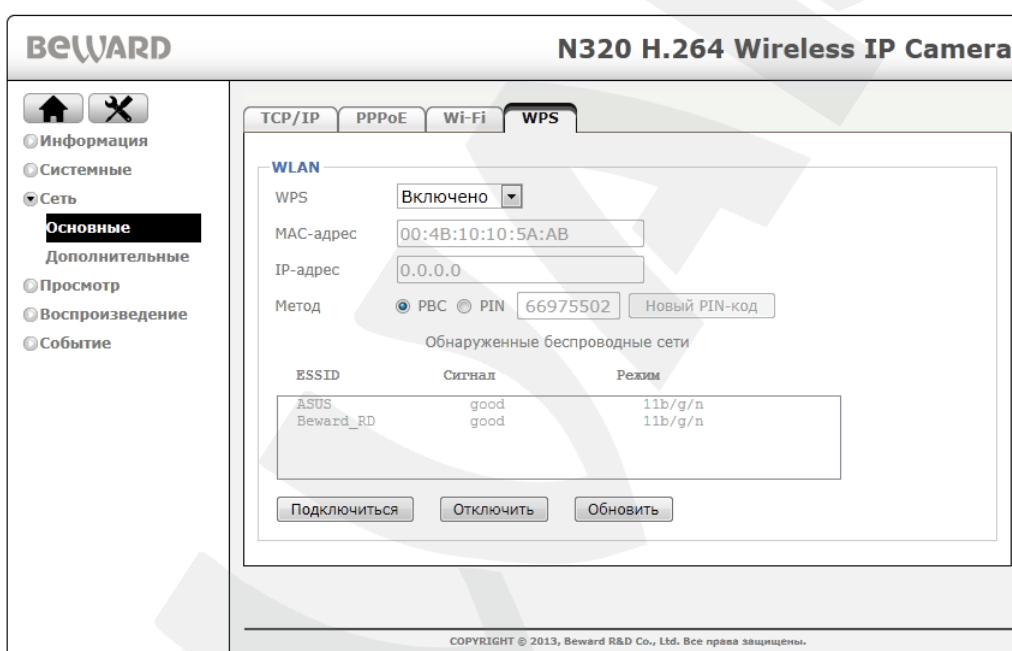 BEWARD
N320 H.264 Wireless IP Camera
Информация
Системные
Сеть
Основные
Дополнительные
Просмотр
Воспроизведение
Событие
TCP/IP PPPoE Wi-Fi WPS
WLAN
WPS Включено
MAC-адрес 00:4B:10:10:5A:AB
IP-адрес 0.0.0.0
Метод PBC PIN 66975502 Новый PIN-код
Обнаруженные беспроводные сети
ESSID Сигнал Режим
ASUS good 11b/g/n
Beward_RD good 11b/g/n
Подключиться Отключить Обновить
COPYRIGHT © 2013, Beward R&D Co., Ltd. Все права защищены.